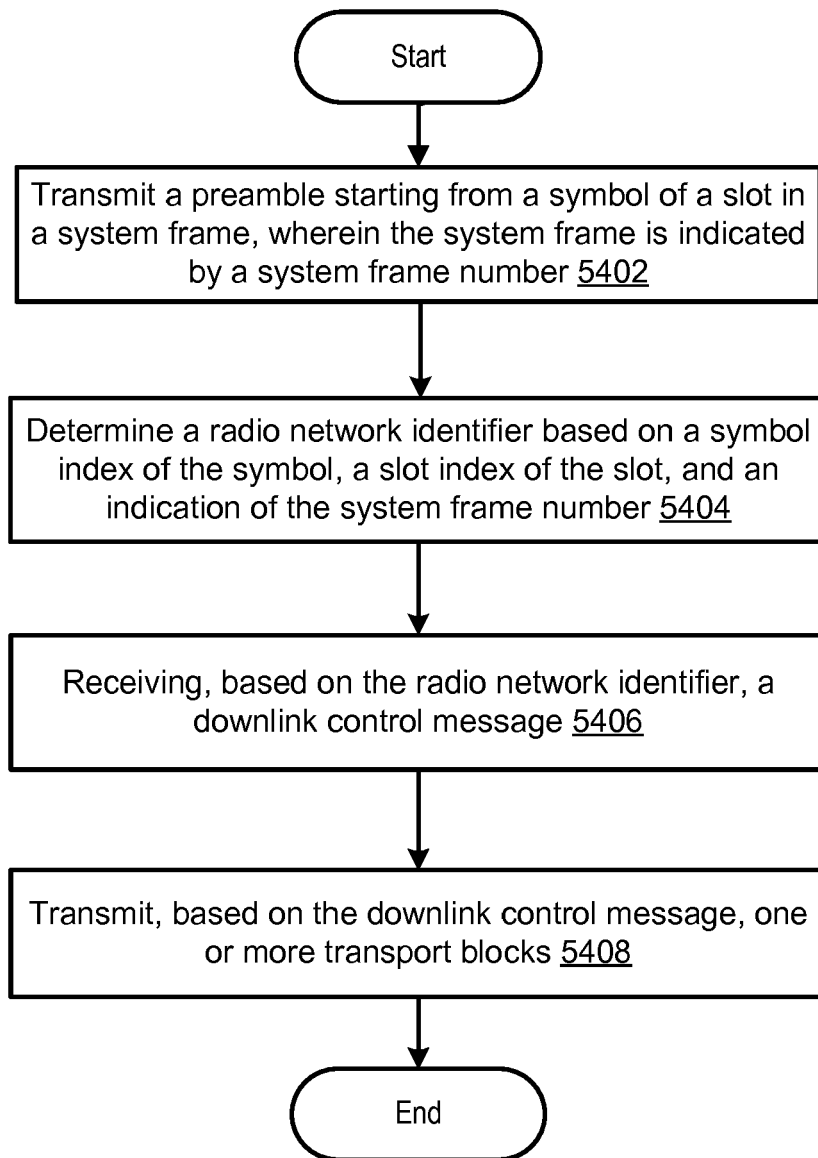 Start
Transmit a preamble starting from a symbol of a slot in
a system frame, wherein the system frame is indicated
by a system frame number 5402
Determine a radio network identifier based on a symbol
index of the symbol, a slot index of the slot, and an
indication of the system frame number 5404
Receiving, based on the radio network identifier, a
downlink control message 5406
Transmit, based on the downlink control message, one
or more transport blocks 5408
End